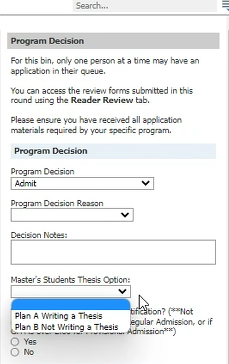 Search...
Program Decision
For this bin, only one person at a time may have an
application in their queue.
You can access the review forms submitted in this
round using the Reader Review tab.
Please ensure you have received all application
materials required by your specific program.
Program Decision
Program Decision
Admit
Program Decision Reason
Decision Notes:
Master's Students Thesis Option:
tification? (**Not
Plan A Writing a Thesis
egular Admission, or if
Plan B Not Writing a Thesis
Provisional Admission**)
Yes
No